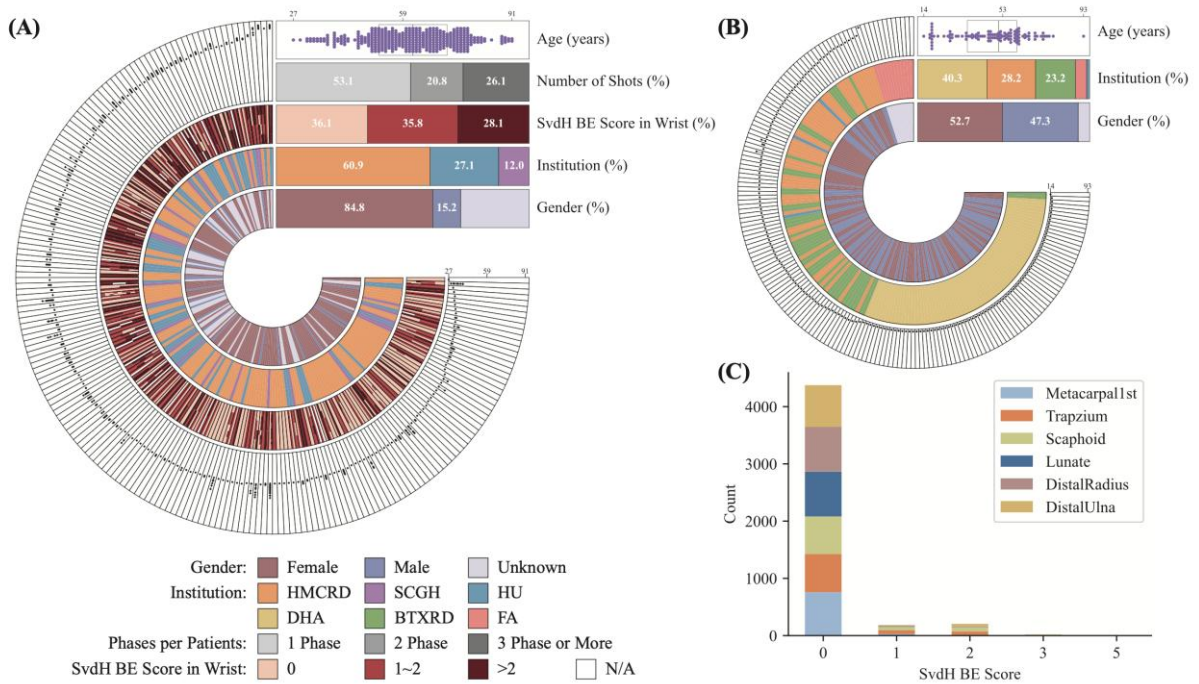 (A)
27 59 91
Age (years)
53.1 20.8 26.1 Number of Shots (%)
36.1 35.8 28.1 SvdH BE Score in Wrist (%)
60.9 27.1 12.0 Institution (%)
84.8 15.2 Gender (%)
27 59 91
(B)
14 53 93
Age (years)
40.3 28.2 23.2 Institution (%)
52.7 47.3 Gender (%)
14 93
(C)
4000
3000
2000
1000
0
Count
Metacarpal1st
Trapzium
Scaphoid
Lunate
DistalRadius
DistalUlna
0 1 2 3 5
SvdH BE Score
Gender: Female Male Unknown
Institution: HMCRD SCGH HU
DHA BTXRD FA
Phases per Patients: 1 Phase 2 Phase 3 Phase or More
SvdH BE Score in Wrist: 0 1~2 >2 N/A